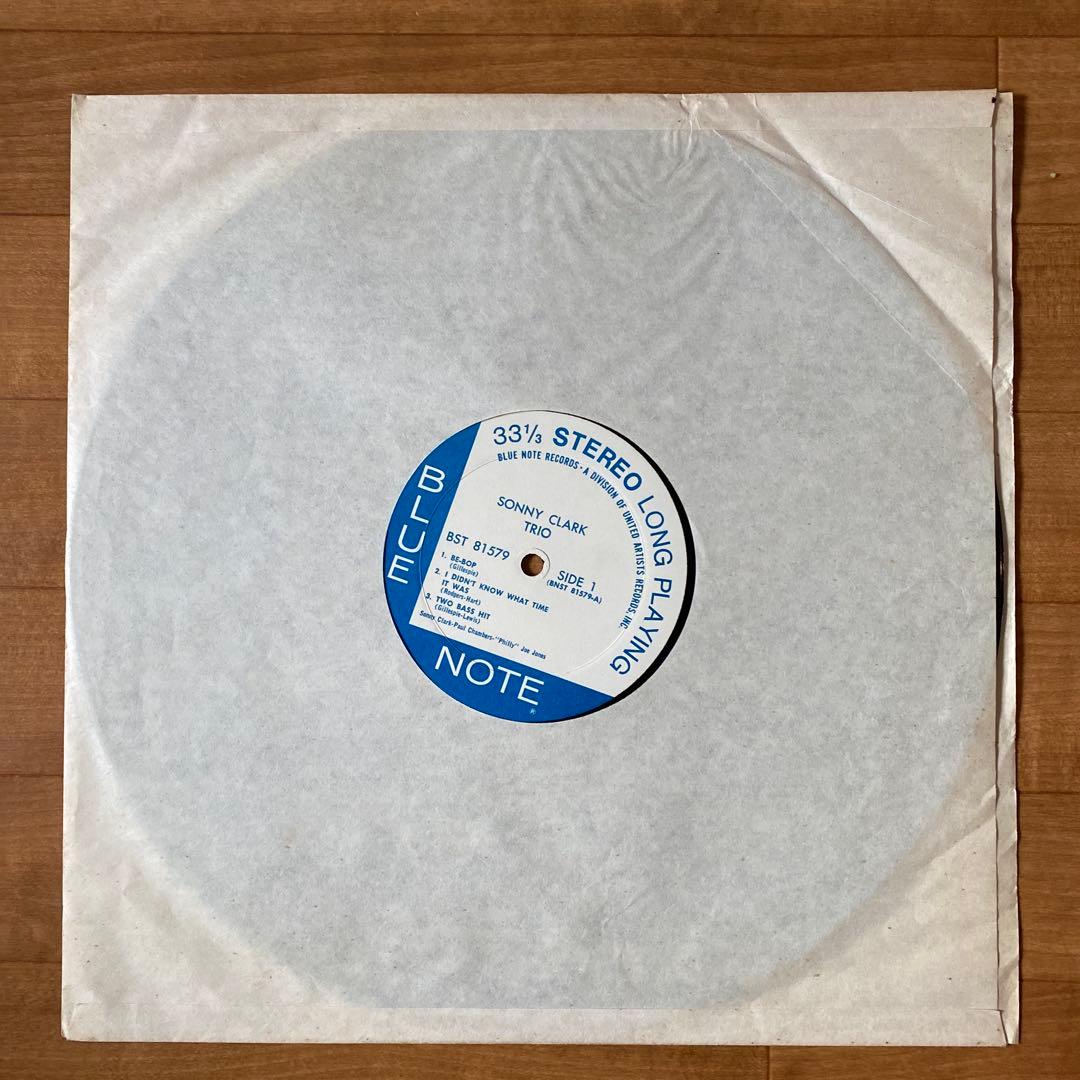 33⅓ STEREO LONG PLAYING
BLUE NOTE RECORDS · A DIVISION OF UNITED ARTISTS RECORDS, INC.
BLUE
NOTE
®
SONNY CLARK
TRIO
BST 81579
SIDE 1
(BNST 81579-A)
1. BE-BOP
(Gillespie)
2. I DIDN'T KNOW WHAT TIME
IT WAS
(Rodgers-Hart)
3. TWO BASS HIT
(Gillespie-Lewis)
Sonny Clark-Paul Chambers-"Philly" Joe Jones